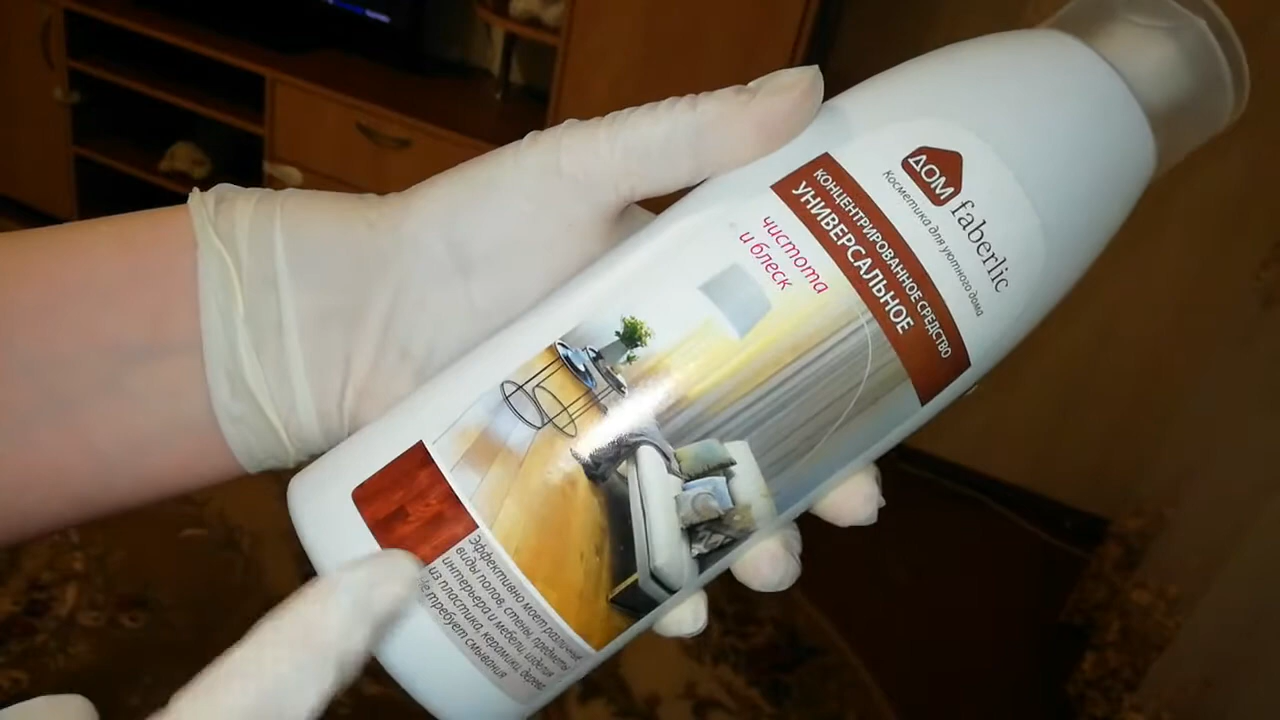 ДОМ
faberlic
Косметика для уютного дома
КОНЦЕНТРИРОВАННОЕ СРЕДСТВО
УНИВЕРСАЛЬНОЕ
чистота
и блеск
Эффективно моет различные
виды полов, стены, предметы
интерьера и мебели, изделия
из пластика, керамики, дерева.
Не требует смывания